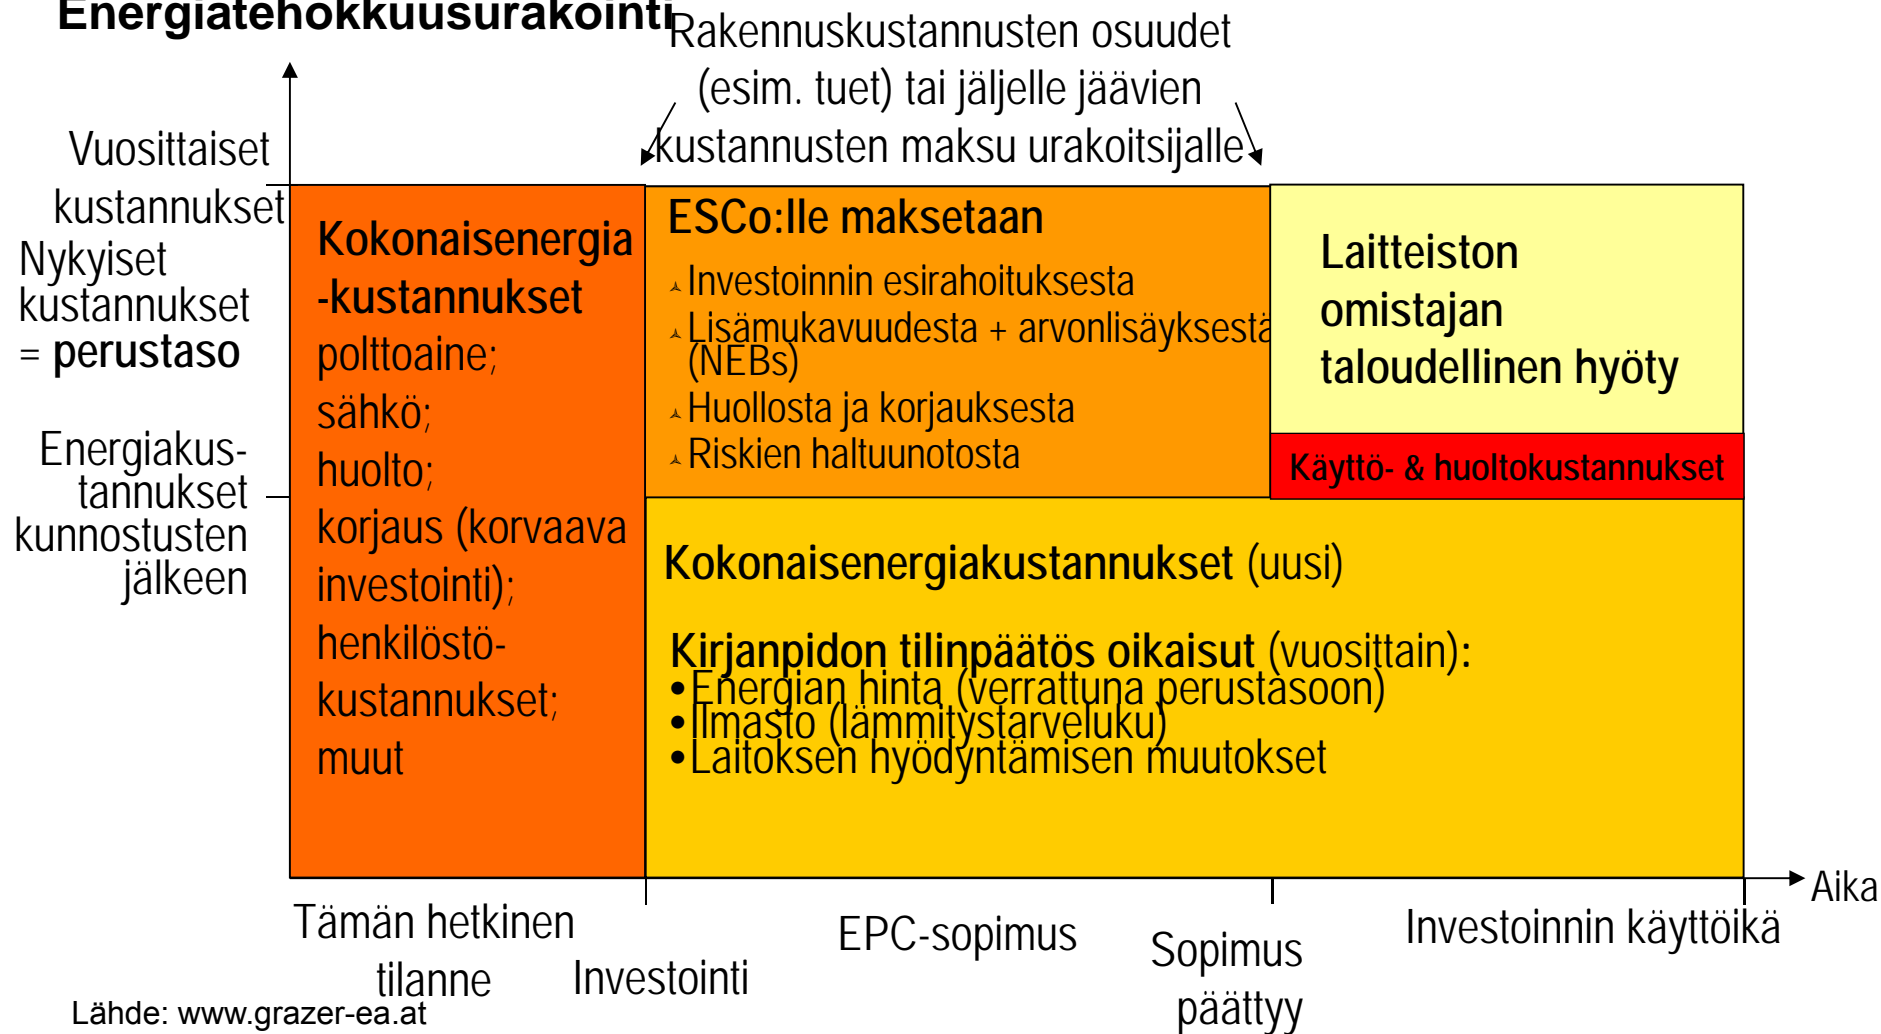 Energiatehokkuusurakointi
Rakennuskustannusten osuudet
(esim. tuet) tai jäljelle jäävien
kustannusten maksu urakoitsijalle
Vuosittaiset
kustannukset
Nykyiset
kustannukset
= perustaso
Energiakus-
tannukset
kunnostusten
jälkeen
Kokonaisenergia
-kustannukset
polttoaine;
sähkö;
huolto;
korjaus (korvaava
investointi);
henkilöstö-
kustannukset;
muut
ESCo:lle maksetaan
Investoinnin esirahoituksesta
Lisämukavuudesta + arvonlisäyksestä
(NEBs)
Huollosta ja korjauksesta
Riskien haltuunotosta
Laitteiston
omistajan
taloudellinen hyöty
Käyttö- & huoltokustannukset
Kokonaisenergiakustannukset (uusi)
Kirjanpidon tilinpäätös oikaisut (vuosittain):
•Energian hinta (verrattuna perustasoon)
•Ilmasto (lämmitystarveluku)
•Laitoksen hyödyntämisen muutokset
Aika
Tämän hetkinen
tilanne
Investointi
EPC-sopimus
Sopimus
päättyy
Investoinnin käyttöikä
Lähde: www.grazer-ea.at